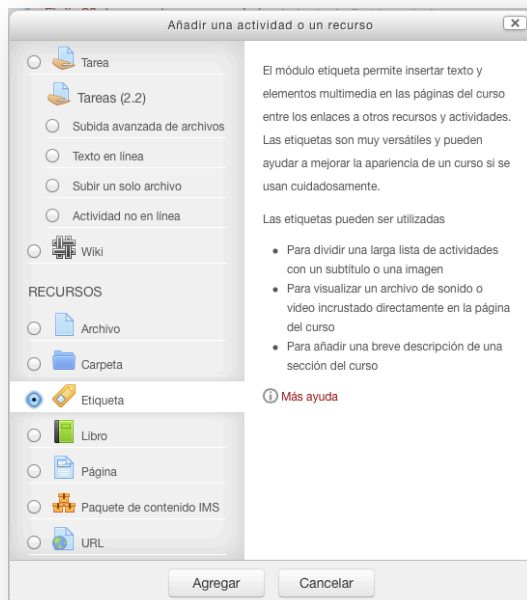 Añadir una actividad o un recurso
Tarea
Tareas (2.2)
Subida avanzada de archivos
Texto en línea
Subir un solo archivo
Actividad no en línea
Wiki
RECURSOS
Archivo
Carpeta
Etiqueta
Libro
Página
Paquete de contenido IMS
URL
El módulo etiqueta permite insertar texto y
elementos multimedia en las páginas del curso
entre los enlaces a otros recursos y actividades.
Las etiquetas son muy versátiles y pueden
ayudar a mejorar la apariencia de un curso si se
usan cuidadosamente.
Las etiquetas pueden ser utilizadas
• Para dividir una larga lista de actividades
con un subtítulo o una imagen
• Para visualizar un archivo de sonido o
vídeo incrustado directamente en la página
del curso
• Para añadir una breve descripción de una
sección del curso
Más ayuda
Agregar
Cancelar